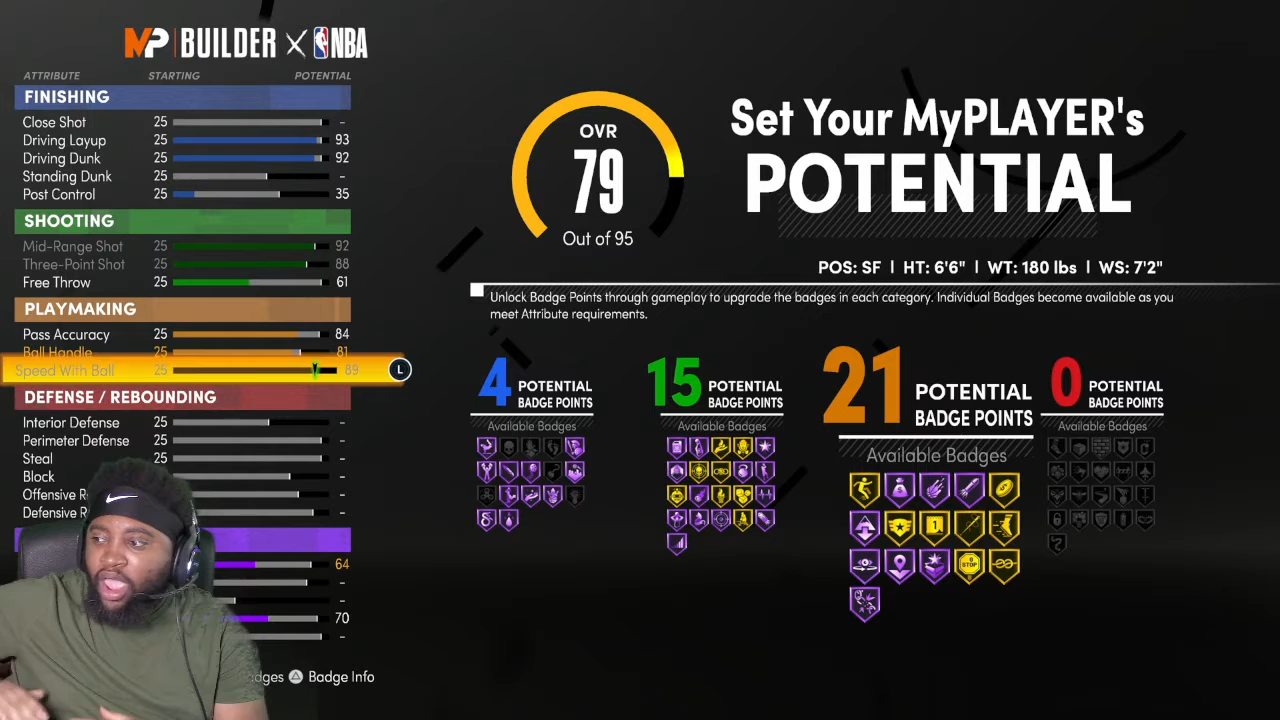 MP | BUILDER X NBA
ATTRIBUTE STARTING POTENTIAL
FINISHING
Close Shot 25 -
Driving Layup 25 93
Driving Dunk 25 92
Standing Dunk 25 -
Post Control 25 35
SHOOTING
Mid-Range Shot 25 92
Three-Point Shot 25 88
Free Throw 25 61
PLAYMAKING
Pass Accuracy 25 84
Ball Handle 25 81
Speed With Ball 25 89 L
DEFENSE / REBOUNDING
Interior Defense 25 -
Perimeter Defense 25 -
Steal 25 -
Block -
Offensive R -
Defensive R -
64
-
-
70
-
dges Badge Info
OVR
79
Out of 95
Set Your MyPLAYER's
POTENTIAL
POS: SF | HT: 6'6" | WT: 180 lbs | WS: 7'2"
Unlock Badge Points through gameplay to upgrade the badges in each category. Individual Badges become available as you
meet Attribute requirements.
4 POTENTIAL BADGE POINTS
Available Badges
15 POTENTIAL BADGE POINTS
Available Badges
21 POTENTIAL BADGE POINTS
Available Badges
1
STOP
0 POTENTIAL BADGE POINTS
Available Badges